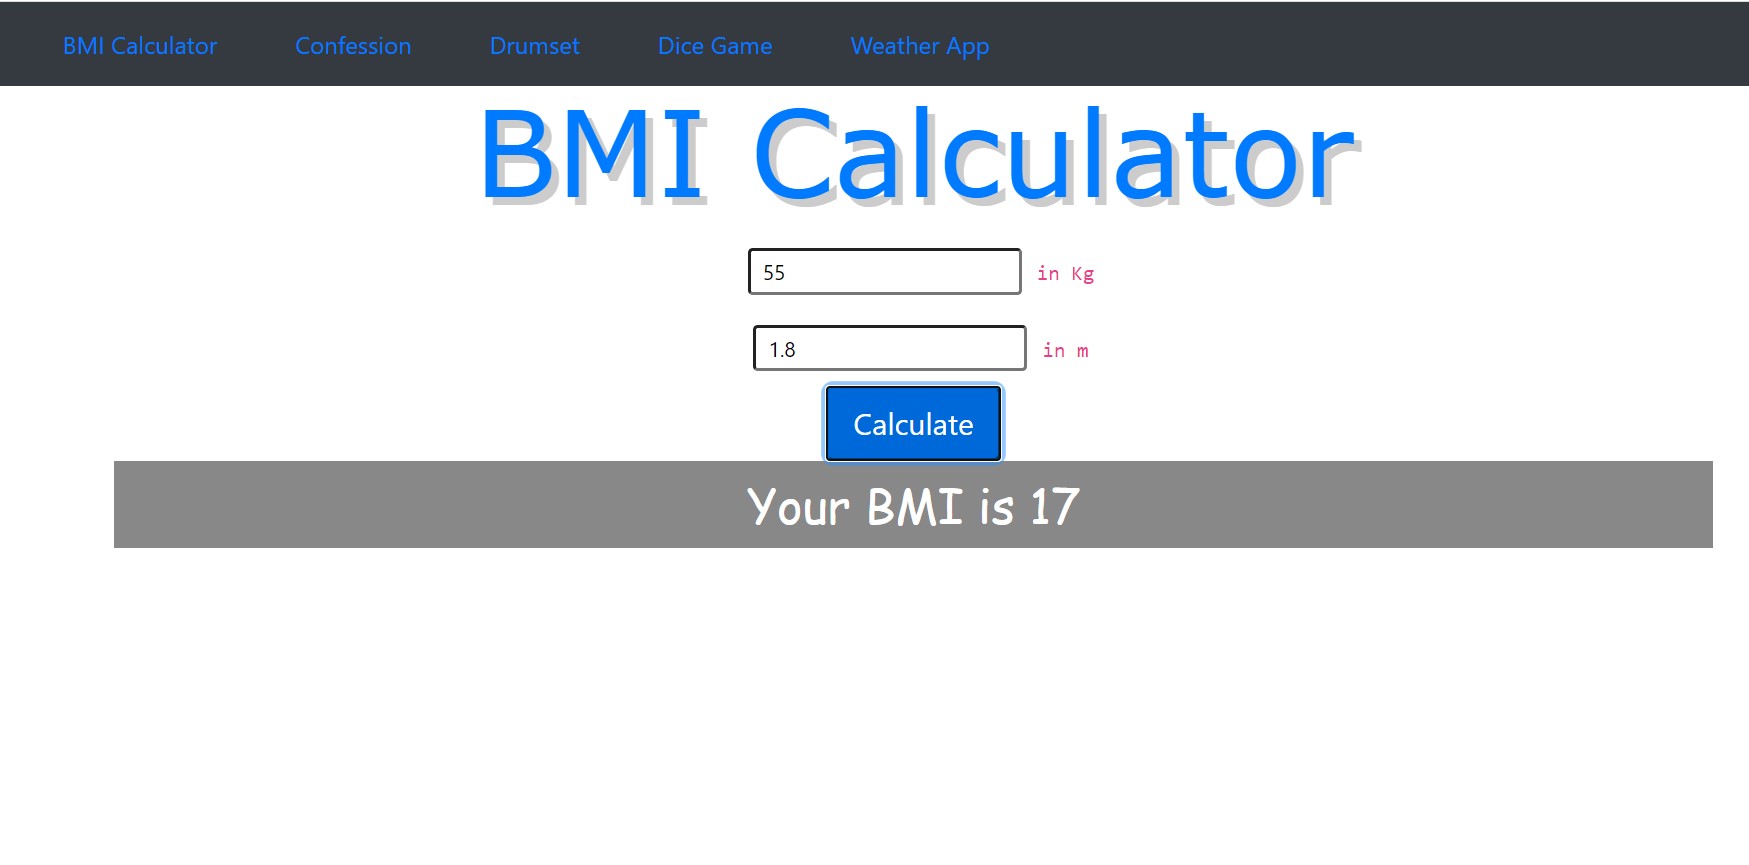 BMI Calculator Confession Drumset Dice Game Weather App
BMI Calculator
55 in Kg
1.8 in m
Calculate
Your BMI is 17